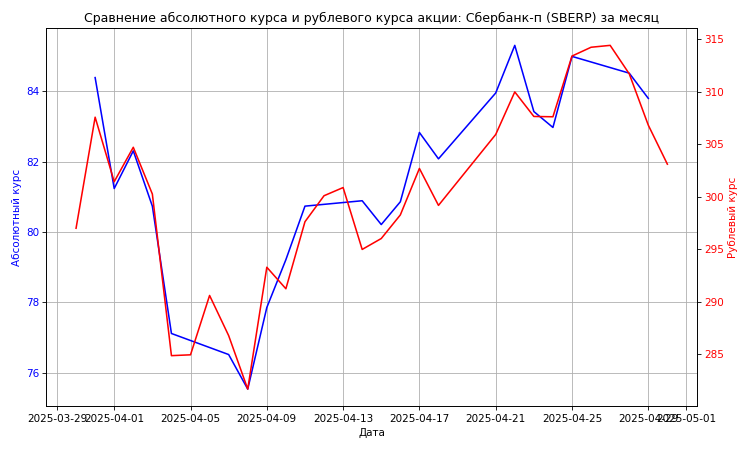 Сравнение абсолютного курса и рублевого курса акции: Сбербанк-п (SBERP) за месяц
Абсолютный курс
84
82
80
78
76
315
310
305
300
295
290
285
Рублевый курс
2025-03-29 2025-04-01 2025-04-05 2025-04-09 2025-04-13 2025-04-17 2025-04-21 2025-04-25 2025-04-29 2025-05-01
Дата